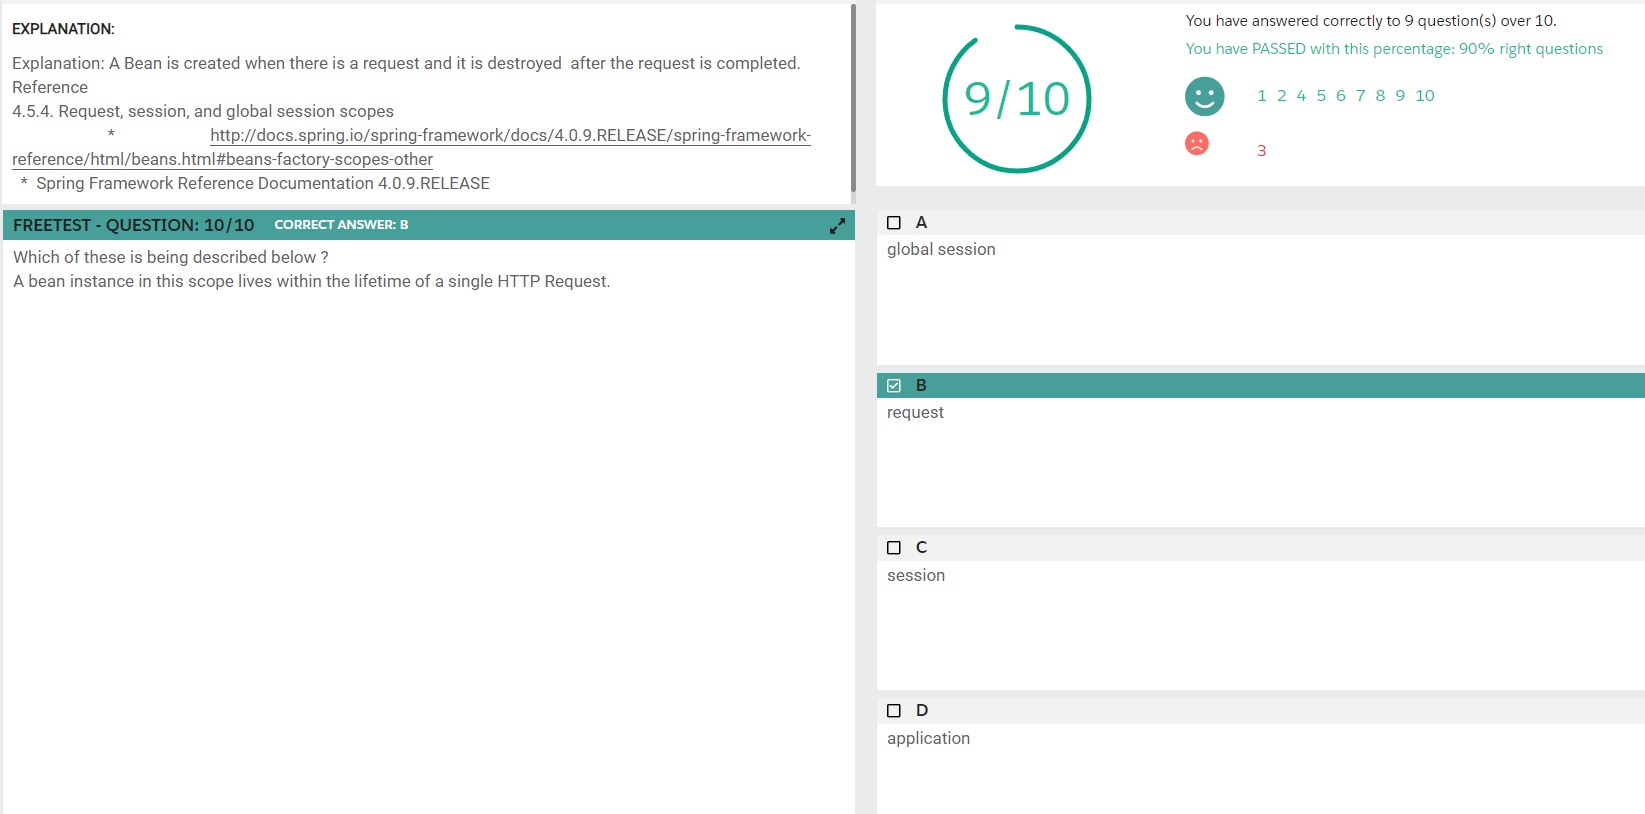 EXPLANATION:
Explanation: A Bean is created when there is a request and it is destroyed  after the request is completed.
Reference
4.5.4. Request, session, and global session scopes
* http://docs.spring.io/spring-framework/docs/4.0.9.RELEASE/spring-framework-
reference/html/beans.html#beans-factory-scopes-other
* Spring Framework Reference Documentation 4.0.9.RELEASE
9/10
You have answered correctly to 9 question(s) over 10.
You have PASSED with this percentage: 90% right questions
1 2 4 5 6 7 8 9 10
3
FREETEST - QUESTION: 10/10 CORRECT ANSWER: B
Which of these is being described below ?
A bean instance in this scope lives within the lifetime of a single HTTP Request.
A
global session
B
request
C
session
D
application